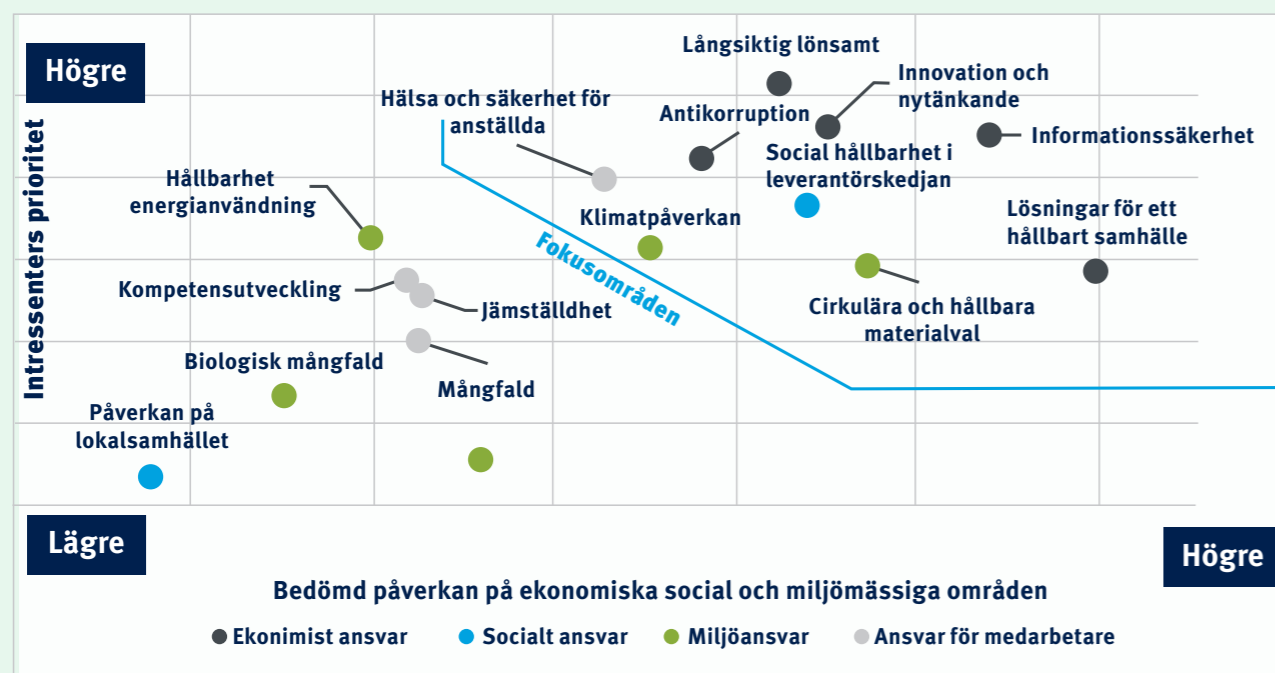 Högre
Intressenters prioritet
Långsiktig lönsamt
Innovation och
nytänkande
Hälsa och säkerhet för
anställda
Antikorruption
Informationssäkerhet
Social hållbarhet i
leverantörskedjan
Hållbarhet
energianvändning
Klimatpåverkan
Lösningar för ett
hållbart samhälle
Fokusområden
Kompetensutveckling
Jämställdhet
Cirkulära och hållbara
materialval
Biologisk mångfald
Mångfald
Påverkan på
lokalsamhället
Lägre
Högre
Bedömd påverkan på ekonomiska social och miljömässiga områden
Ekonimist ansvar
Socialt ansvar
Miljöansvar
Ansvar för medarbetare